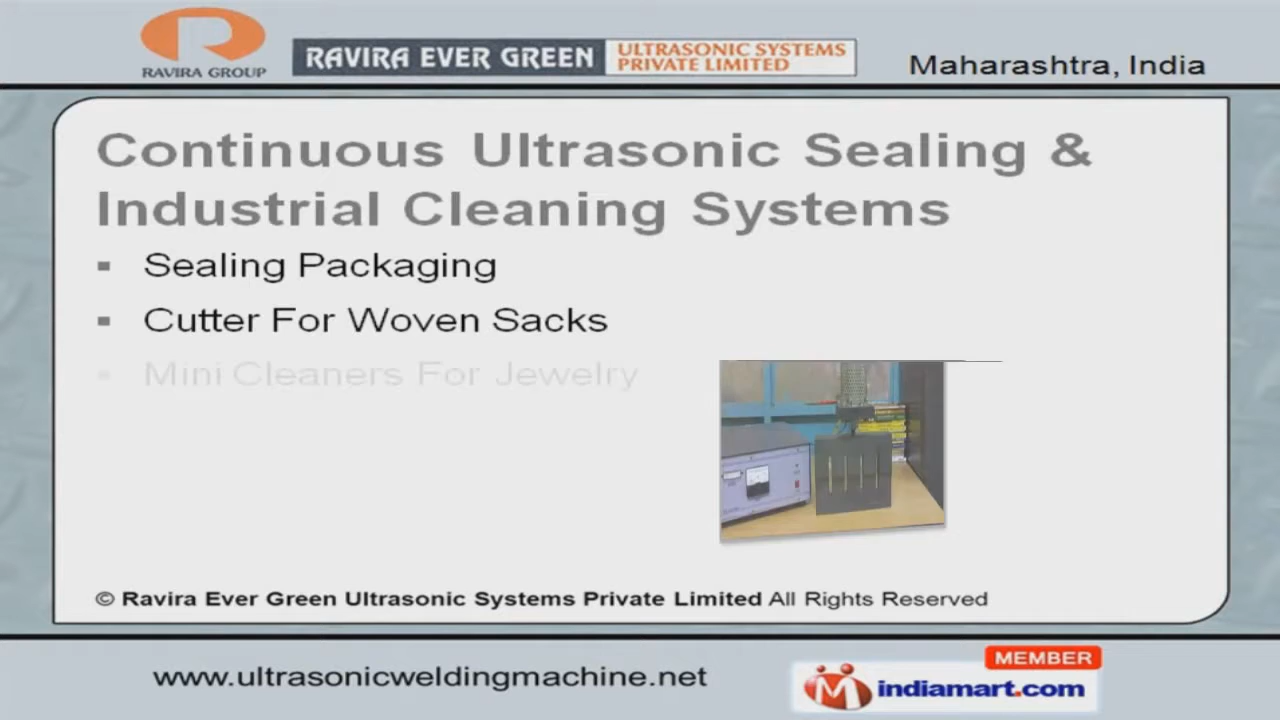 RAVIRA GROUP
RAVIRA EVER GREEN
ULTRASONIC SYSTEMS
PRIVATE LIMITED
Maharashtra, India
Continuous Ultrasonic Sealing &
Industrial Cleaning Systems
Sealing Packaging
Cutter For Woven Sacks
Mini Cleaners For Jewelry
© Ravira Ever Green Ultrasonic Systems Private Limited All Rights Reserved
www.ultrasonicweldingmachine.net
MEMBER
indiamart.com